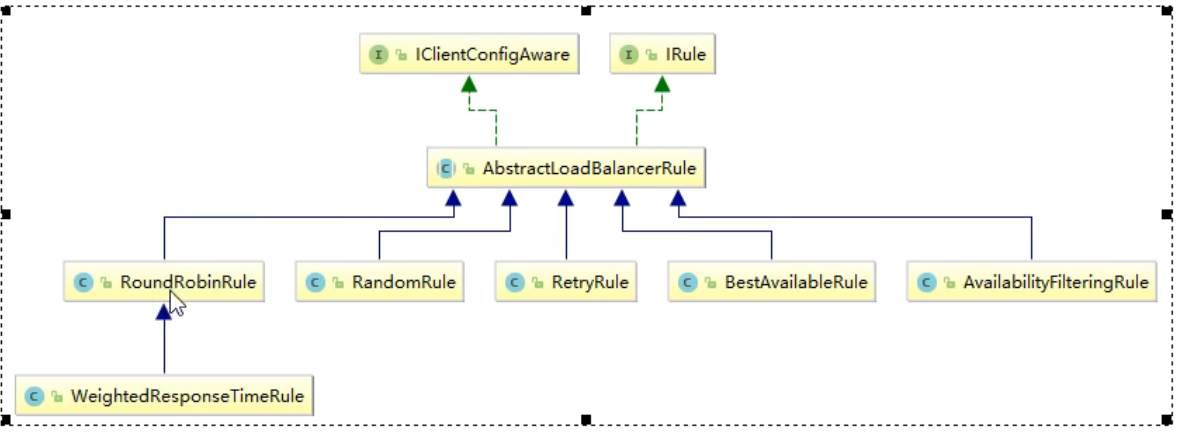 I IClientConfigAware
I IRule
C AbstractLoadBalancerRule
C RoundRobinRule
C RandomRule
C RetryRule
C BestAvailableRule
C AvailabilityFilteringRule
C WeightedResponseTimeRule